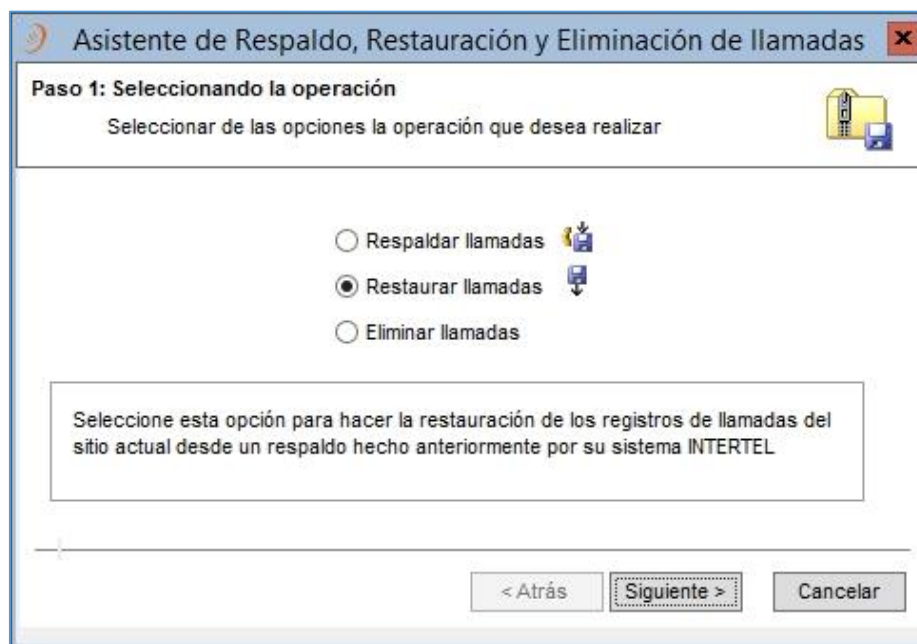 Asistente de Respaldo, Restauración y Eliminación de llamadas
Paso 1: Seleccionando la operación
Seleccionar de las opciones la operación que desea realizar
Respaldar llamadas
Restaurar llamadas
Eliminar llamadas
Seleccione esta opción para hacer la restauración de los registros de llamadas del
sitio actual desde un respaldo hecho anteriormente por su sistema INTERTEL
< Atrás
Siguiente >
Cancelar